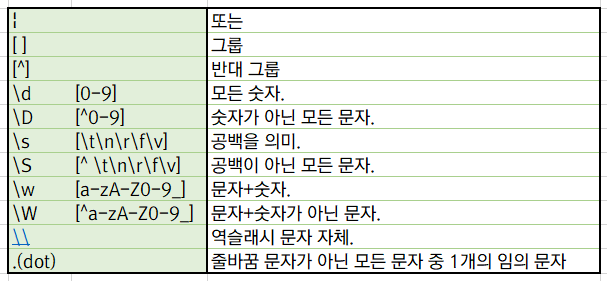 ¦ 또는
[ ] 그룹
[^] 반대 그룹
\d [0-9] 모든 숫자.
\D [^0-9] 숫자가 아닌 모든 문자.
\s [\t\n\r\f\v] 공백을 의미.
\S [^ \t\n\r\f\v] 공백이 아닌 모든 문자.
\w [a-zA-Z0-9_] 문자+숫자.
\W [^a-zA-Z0-9_] 문자+숫자가 아닌 문자.
\\ 역슬래시 문자 자체.
.(dot) 줄바꿈 문자가 아닌 모든 문자 중 1개의 임의 문자